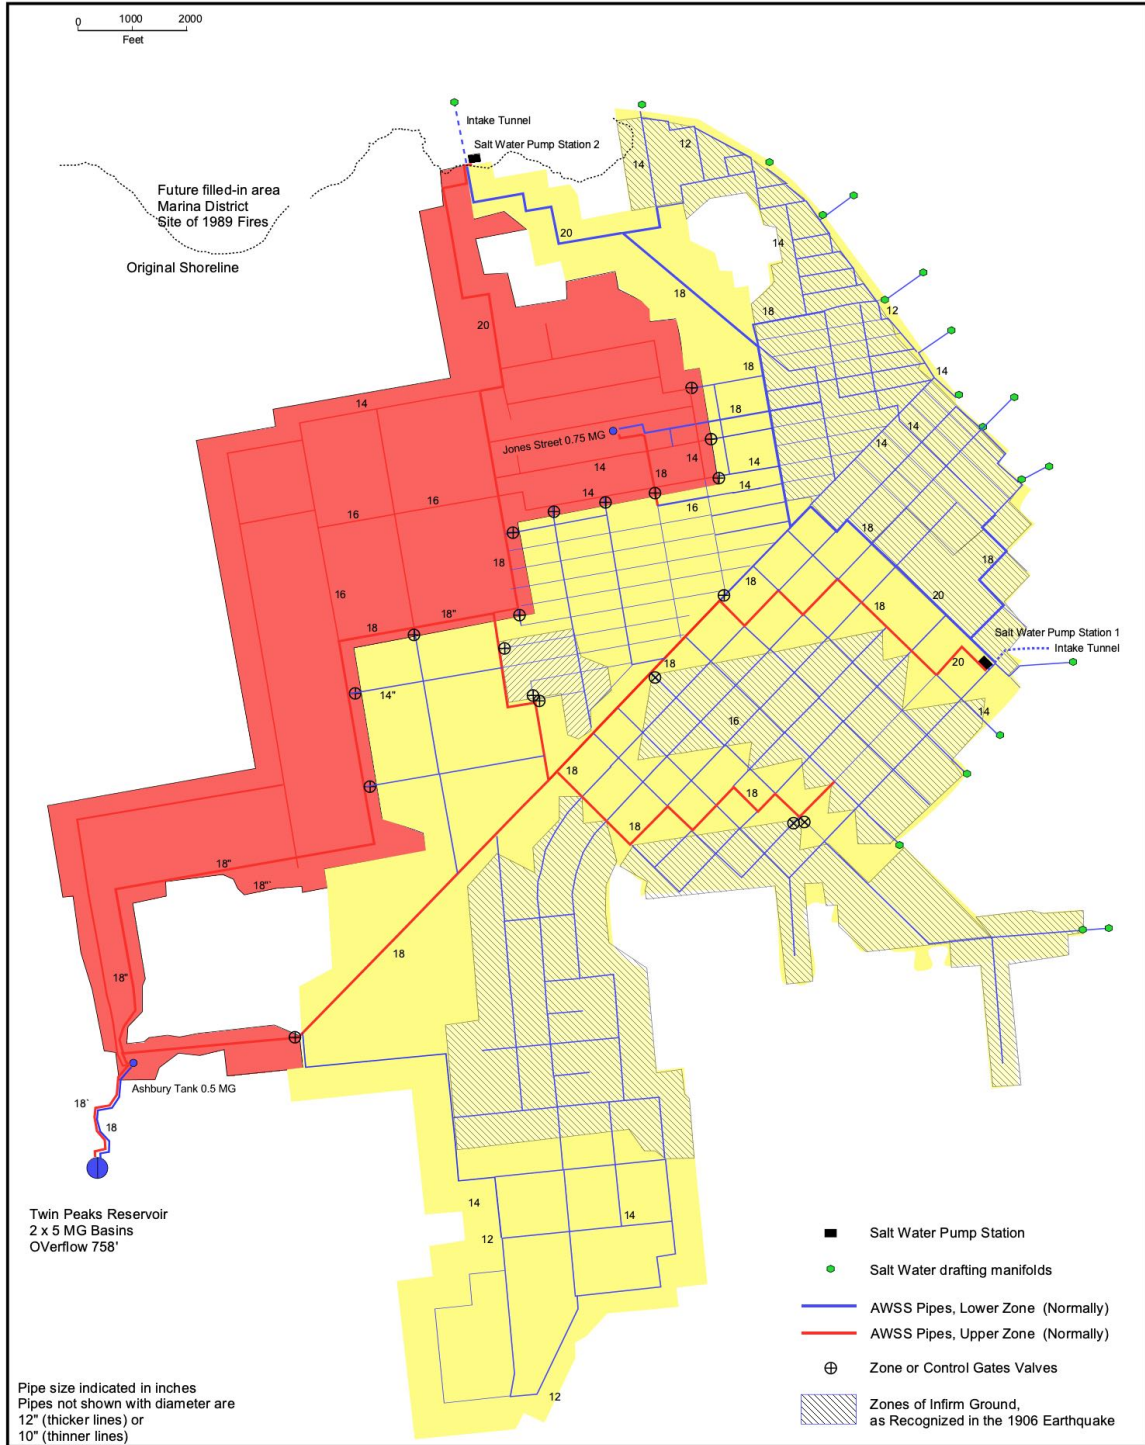 0 1000 2000
Feet
Intake Tunnel
Salt Water Pump Station 2
12
14
Future filled-in area
Marina District
Site of 1989 Fires
Original Shoreline
20
14
18
18
12
20
18
14
14
18
Jones Street 0.75 MG
14
14
14
14
18
14
14
14
16
16
16
18
18
18
18
20
16
18
18"
18
Salt Water Pump Station 1
Intake Tunnel
20
18
14"
14
16
18
18
18
18"
18"`
18
18"
Ashbury Tank 0.5 MG
18`
18
Twin Peaks Reservoir
2 x 5 MG Basins
OVerflow 758'
14
14
12
12
Salt Water Pump Station
Salt Water drafting manifolds
AWSS Pipes, Lower Zone (Normally)
AWSS Pipes, Upper Zone (Normally)
Zone or Control Gates Valves
Zones of Infirm Ground,
as Recognized in the 1906 Earthquake
Pipe size indicated in inches
Pipes not shown with diameter are
12" (thicker lines) or
10" (thinner lines)